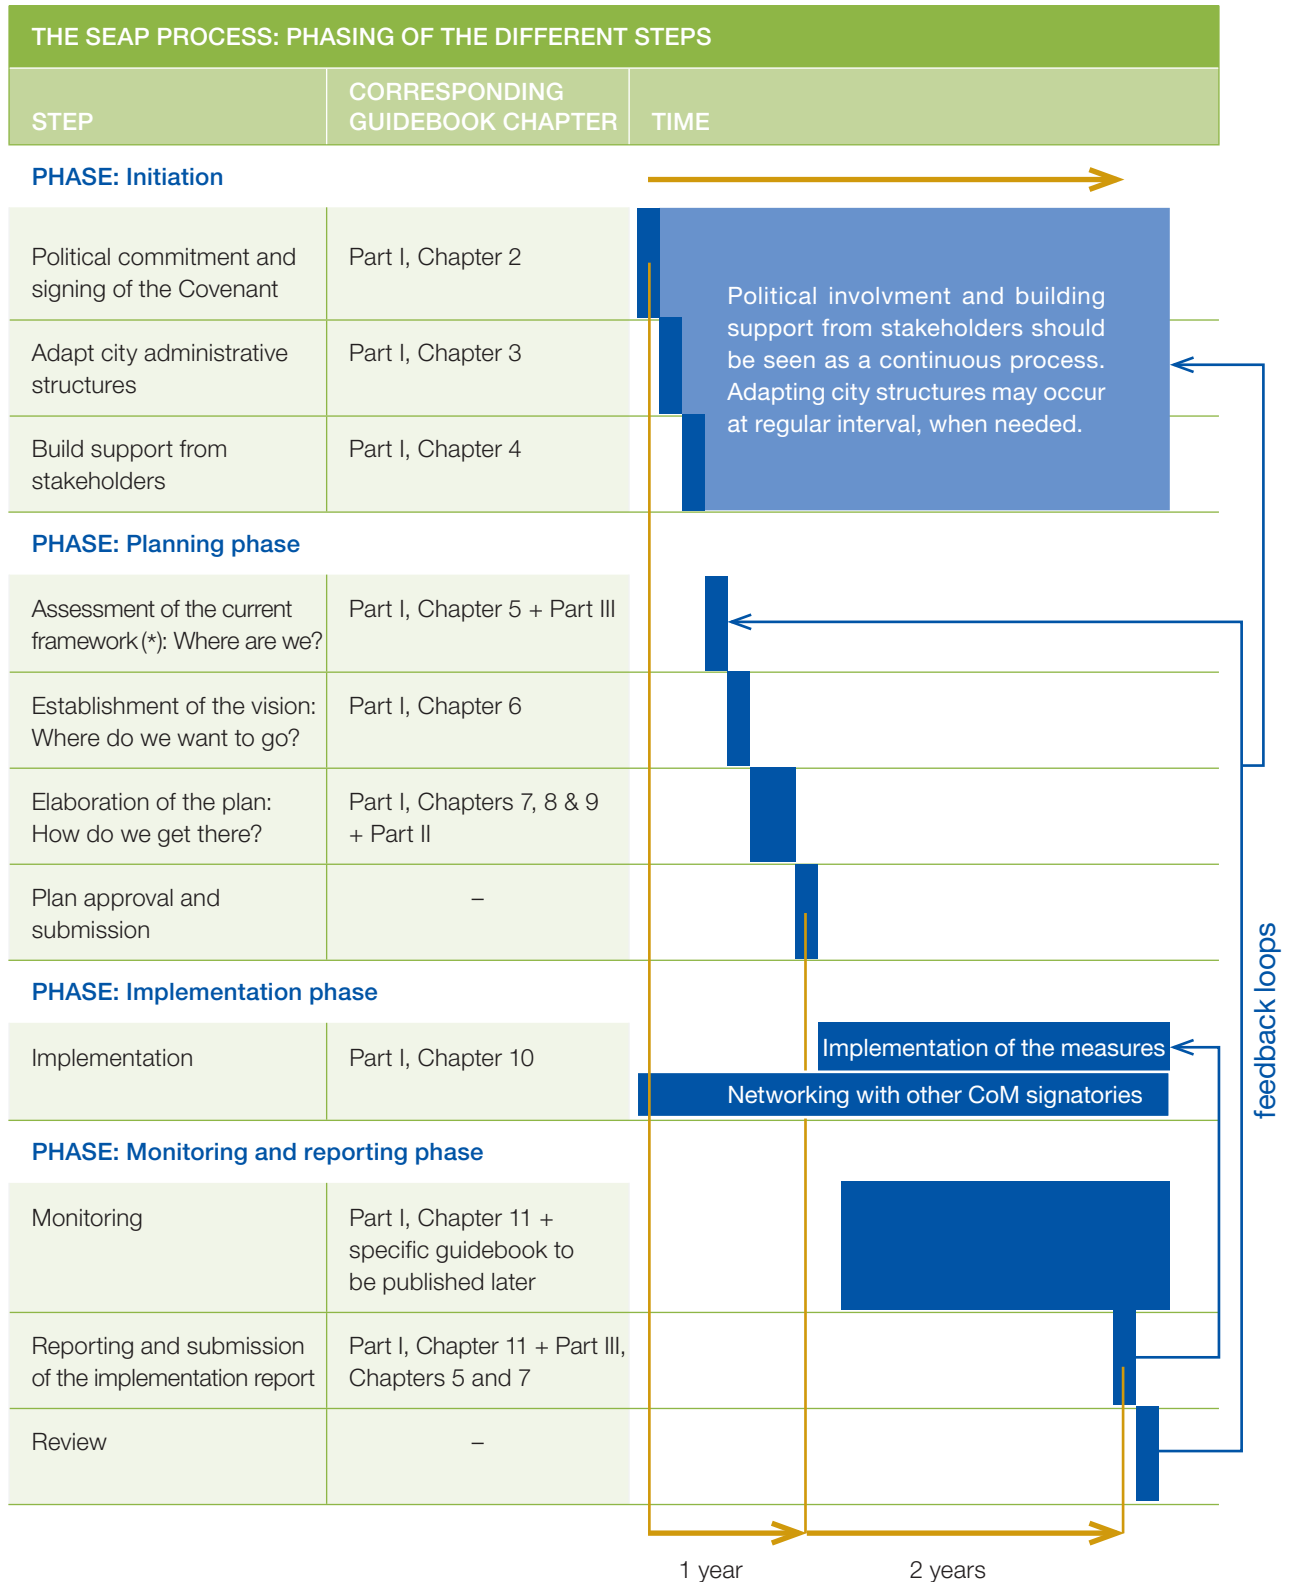 THE SEAP PROCESS: PHASING OF THE DIFFERENT STEPS
STEP
CORRESPONDING
GUIDEBOOK CHAPTER
TIME
PHASE: Initiation
Political commitment and
signing of the Covenant
Part I, Chapter 2
Adapt city administrative
structures
Part I, Chapter 3
Build support from
stakeholders
Part I, Chapter 4
Political involvment and building
support from stakeholders should
be seen as a continuous process.
Adapting city structures may occur
at regular interval, when needed.
PHASE: Planning phase
Assessment of the current
framework (*): Where are we?
Part I, Chapter 5 + Part III
Establishment of the vision:
Where do we want to go?
Part I, Chapter 6
Elaboration of the plan:
How do we get there?
Part I, Chapters 7, 8 & 9
+ Part II
Plan approval and
submission
–
PHASE: Implementation phase
Implementation
Part I, Chapter 10
Implementation of the measures
Networking with other CoM signatories
PHASE: Monitoring and reporting phase
Monitoring
Part I, Chapter 11 +
specific guidebook to
be published later
Reporting and submission
of the implementation report
Part I, Chapter 11 + Part III,
Chapters 5 and 7
Review
–
feedback loops
1 year
2 years